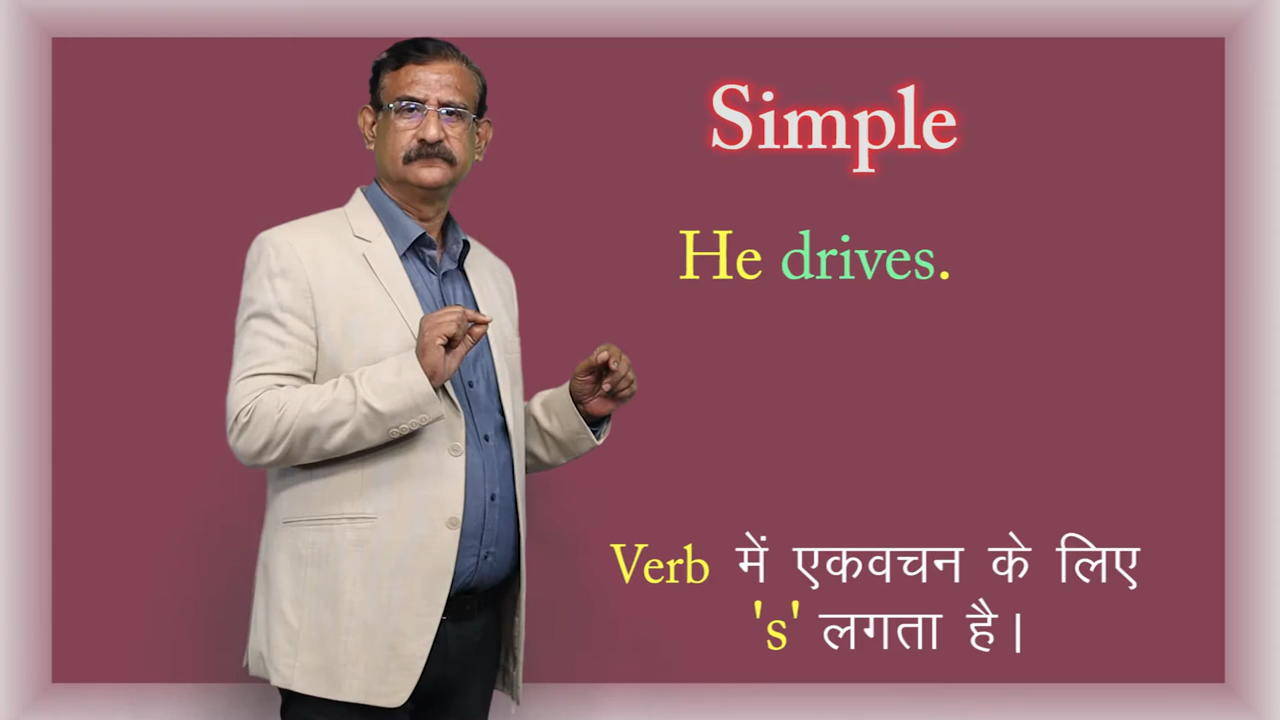 Simple
He drives.
Verb में एकवचन के लिए
's' लगता है।